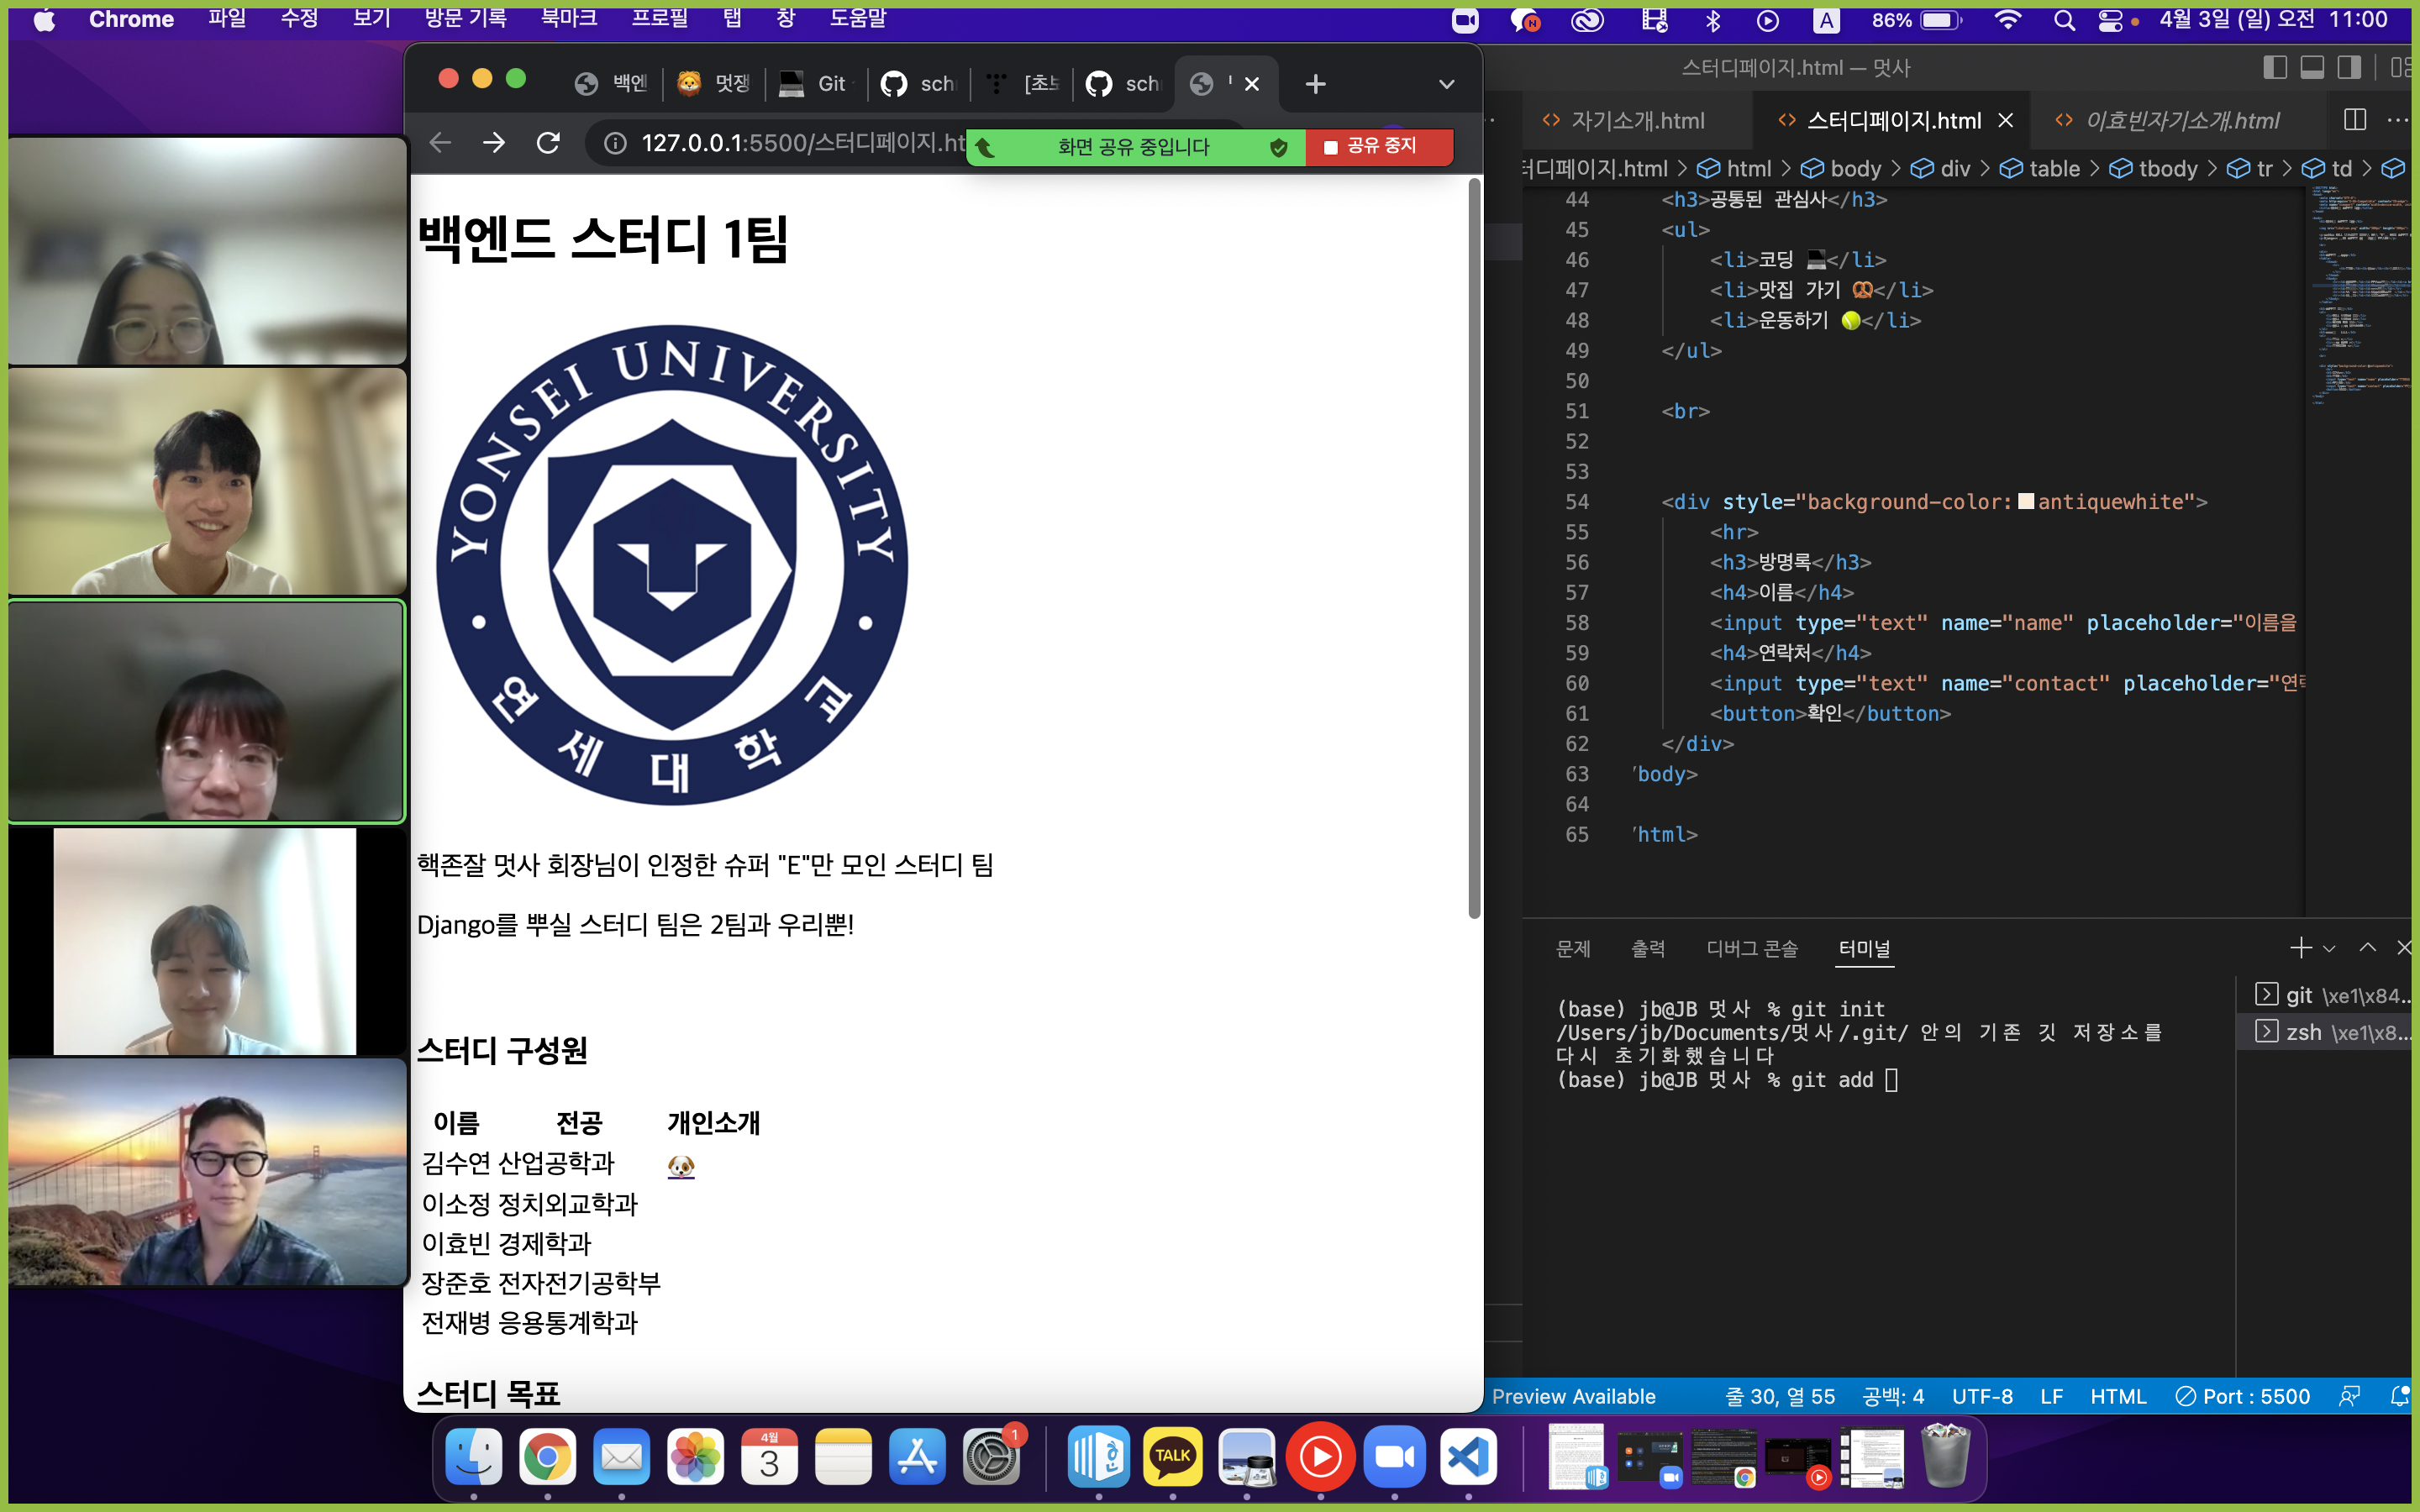 Chrome 파일 수정 보기 방문 기록 북마크 프로필 탭 창 도움말
A 86% 4월 3일 (일) 오전 11:00
백엔 멋쟁 Git sch [초보 sch
127.0.0.1:5500/스터디페이지.ht
화면 공유 중입니다 공유 중지
백엔드 스터디 1팀
YONSEI UNIVERSITY
연세대학교
핵존잘 멋사 회장님이 인정한 슈퍼 "E"만 모인 스터디 팀
Django를 뿌실 스터디 팀은 2팀과 우리뿐!
스터디 구성원
이름 전공 개인소개
김수연 산업공학과 🐶
이소정 정치외교학과
이효빈 경제학과
장준호 전자전기공학부
전재병 응용통계학과
스터디 목표
스터디페이지.html — 멋사
자기소개.html 스터디페이지.html 이효빈자기소개.html
터디페이지.html > html > body > div > table > tbody > tr > td >
44 <h3>공통된 관심사</h3>
45 <ul>
46 <li>코딩 💻</li>
47 <li>맛집 가기 🥨</li>
48 <li>운동하기 🎾</li>
49 </ul>
50
51 <br>
52
53
54 <div style="background-color:antiquewhite">
55 <hr>
56 <h3>방명록</h3>
57 <h4>이름</h4>
58 <input type="text" name="name" placeholder="이름을
59 <h4>연락처</h4>
60 <input type="text" name="contact" placeholder="연락
61 <button>확인</button>
62 </div>
63 /body>
64
65 /html>
문제 출력 디버그 콘솔 터미널
(base) jb@JB 멋사 % git init
/Users/jb/Documents/멋사/.git/ 안의 기존 깃 저장소를
다시 초기화했습니다
(base) jb@JB 멋사 % git add
git \xe1\x84...
zsh \xe1\x8...
Preview Available 줄 30, 열 55 공백: 4 UTF-8 LF HTML Port : 5500
4월
3
1
TALK